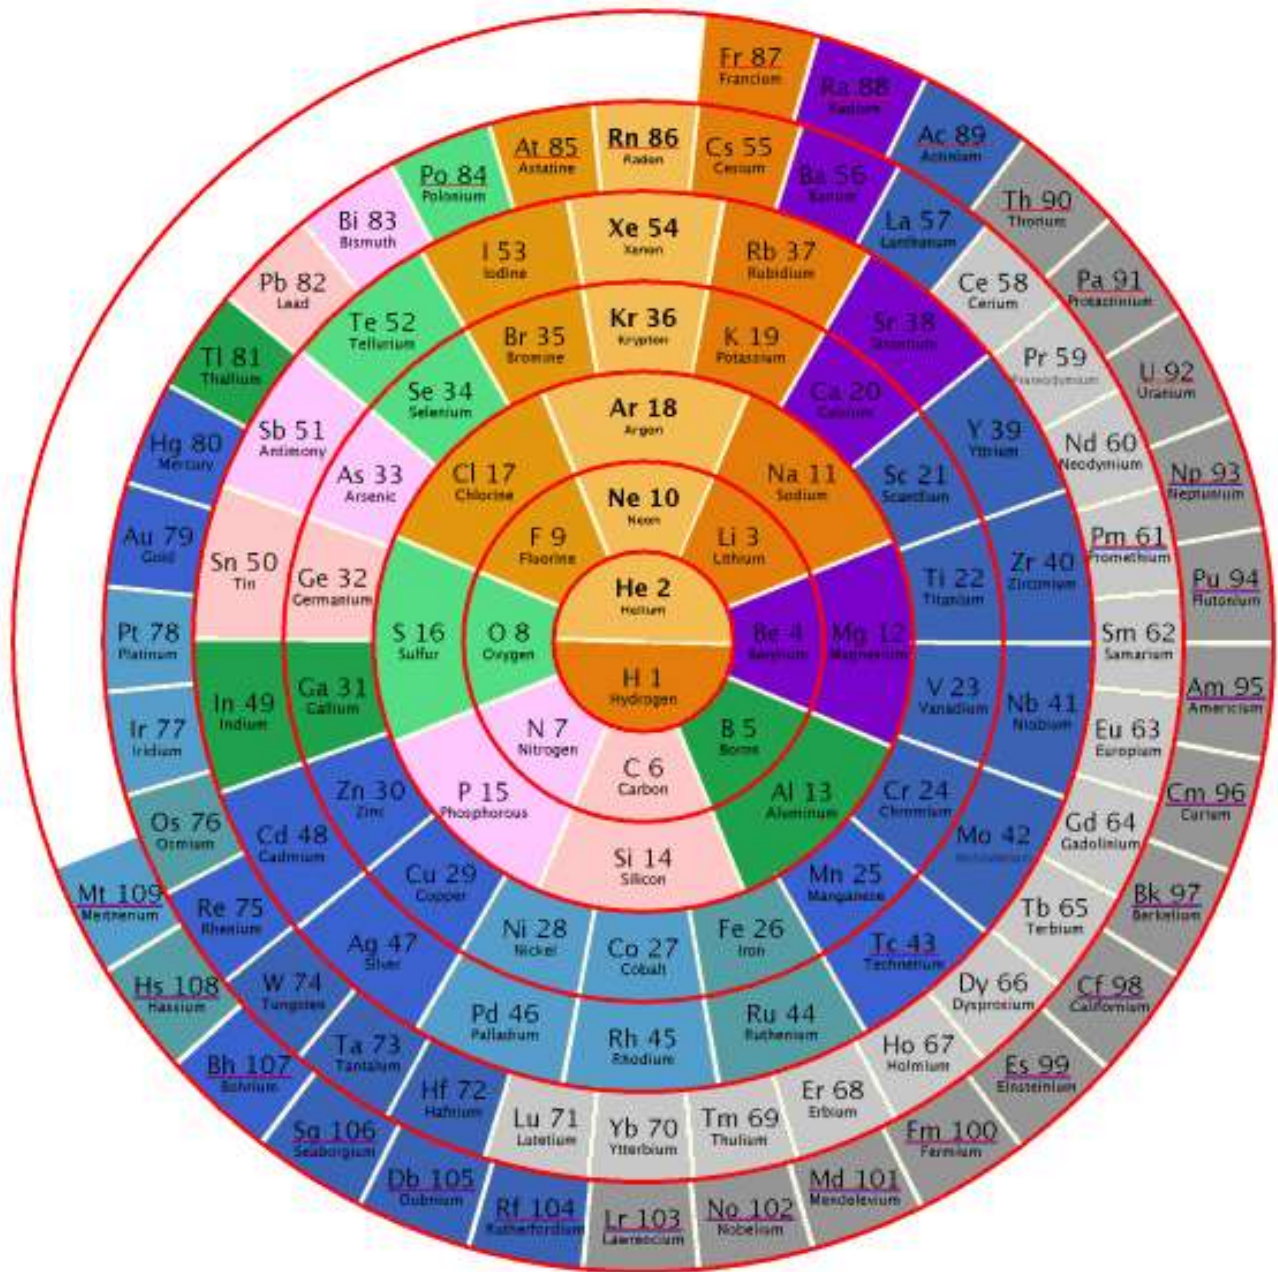 H 1
Hydrogen
He 2
Helium
Li 3
Lithium
Be 4
Beryllium
B 5
C 6
Carbon
N 7
Nitrogen
O 8
Oxygen
F 9
Fluorine
Ne 10
Neon
Na 11
Sodium
Mg 12
Magnesium
Al 13
Aluminum
Si 14
Silicon
P 15
Phosphorous
S 16
Sulfur
Cl 17
Chlorine
Ar 18
Argon
K 19
Potassium
Ca 20
Calcium
Sc 21
Scandium
Ti 22
Titanium
V 23
Vanadium
Cr 24
Chromium
Mn 25
Manganese
Fe 26
Iron
Co 27
Cobalt
Ni 28
Nickel
Cu 29
Copper
Zn 30
Zinc
Ga 31
Gallium
Ge 32
Germanium
As 33
Arsenic
Se 34
Selenium
Br 35
Bromine
Kr 36
Krypton
Rb 37
Rubidium
Sr 38
Strontium
Y 39
Yttrium
Zr 40
Zirconium
Nb 41
Niobium
Mo 42
Tc 43
Technetium
Ru 44
Ruthenium
Rh 45
Rhodium
Pd 46
Palladium
Ag 47
Silver
Cd 48
Cadmium
In 49
Indium
Sn 50
Tin
Sb 51
Antimony
Te 52
Tellurium
I 53
Iodine
Xe 54
Xenon
Cs 55
Cesium
Ba 56
Barium
La 57
Lanthanum
Ce 58
Cerium
Pr 59
Praseodymium
Nd 60
Neodymium
Pm 61
Promethium
Sm 62
Samarium
Eu 63
Europium
Gd 64
Gadolinium
Tb 65
Terbium
Dy 66
Dysprosium
Ho 67
Holmium
Er 68
Erbium
Tm 69
Thulium
Yb 70
Ytterbium
Lu 71
Lutetium
Hf 72
Hafnium
Ta 73
Tantalum
W 74
Tungsten
Re 75
Rhenium
Os 76
Osmium
Ir 77
Iridium
Pt 78
Platinum
Au 79
Gold
Hg 80
Mercury
Tl 81
Thallium
Pb 82
Lead
Bi 83
Bismuth
Po 84
Polonium
At 85
Astatine
Rn 86
Radon
Fr 87
Francium
Ra 88
Ac 89
Actinium
Th 90
Thorium
Pa 91
Protactinium
U 92
Uranium
Np 93
Neptunium
Pu 94
Plutonium
Am 95
Americium
Cm 96
Curium
Bk 97
Berkelium
Cf 98
Californium
Es 99
Einsteinium
Fm 100
Fermium
Md 101
Mendelevium
No 102
Nobelium
Lr 103
Lawrencium
Rf 104
Rutherfordium
Db 105
Dubnium
Sg 106
Seaborgium
Bh 107
Bohrium
Hs 108
Hassium
Mt 109